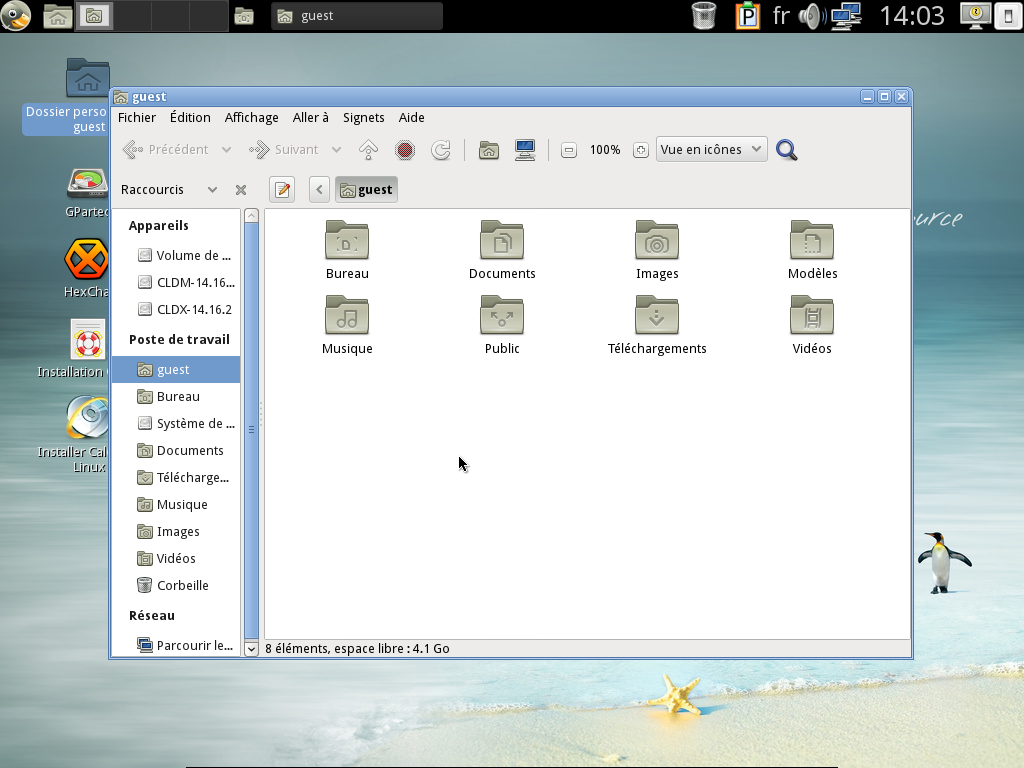 guest
fr
14:03
Dossier perso
guest
GParted
HexCha
Installation
Installer Cal
Linux
guest
Fichier Édition Affichage Aller à Signets Aide
Précédent Suivant 100% Vue en icônes
Raccourcis guest
Appareils
Volume de ...
CLDM-14.16...
CLDX-14.16.2
Poste de travail
guest
Bureau
Système de ...
Documents
Télécharge...
Musique
Images
Vidéos
Corbeille
Réseau
Parcourir le...
Bureau Documents Images Modèles
Musique Public Téléchargements Vidéos
8 éléments, espace libre : 4.1 Go